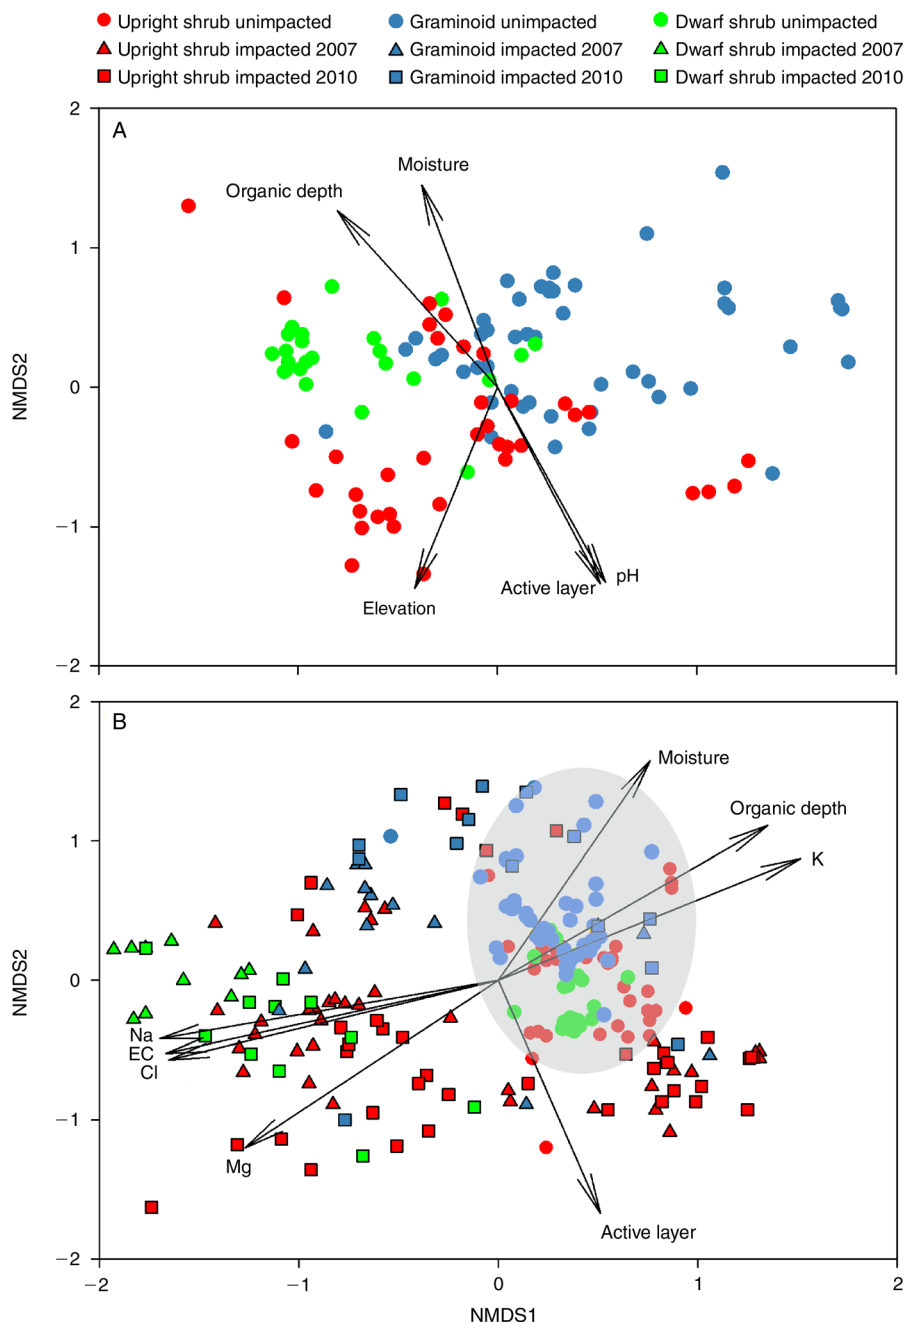 Upright shrub unimpacted Graminoid unimpacted Dwarf shrub unimpacted
Upright shrub impacted 2007 Graminoid impacted 2007 Dwarf shrub impacted 2007
Upright shrub impacted 2010 Graminoid impacted 2010 Dwarf shrub impacted 2010
2
A
Moisture
Organic depth
1
NMDS2
0
−1
Active layer
pH
Elevation
−2
2
B
Moisture
Organic depth
1
K
NMDS2
0
Na
EC
Cl
−1
Mg
Active layer
−2
−2 −1 0 1 2
NMDS1